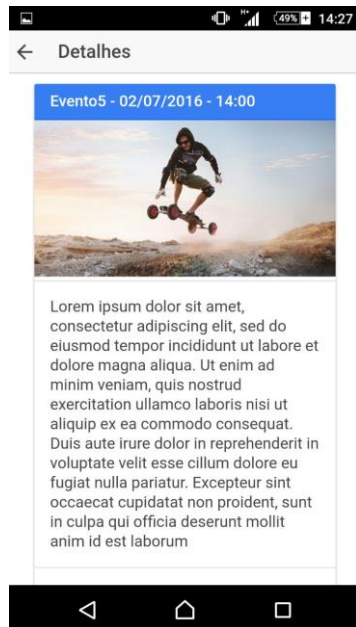 H+ 49% 14:27
Detalhes
Evento5 - 02/07/2016 - 14:00
Lorem ipsum dolor sit amet,
consectetur adipiscing elit, sed do
eiusmod tempor incididunt ut labore et
dolore magna aliqua. Ut enim ad
minim veniam, quis nostrud
exercitation ullamco laboris nisi ut
aliquip ex ea commodo consequat.
Duis aute irure dolor in reprehenderit in
voluptate velit esse cillum dolore eu
fugiat nulla pariatur. Excepteur sint
occaecat cupidatat non proident, sunt
in culpa qui officia deserunt mollit
anim id est laborum